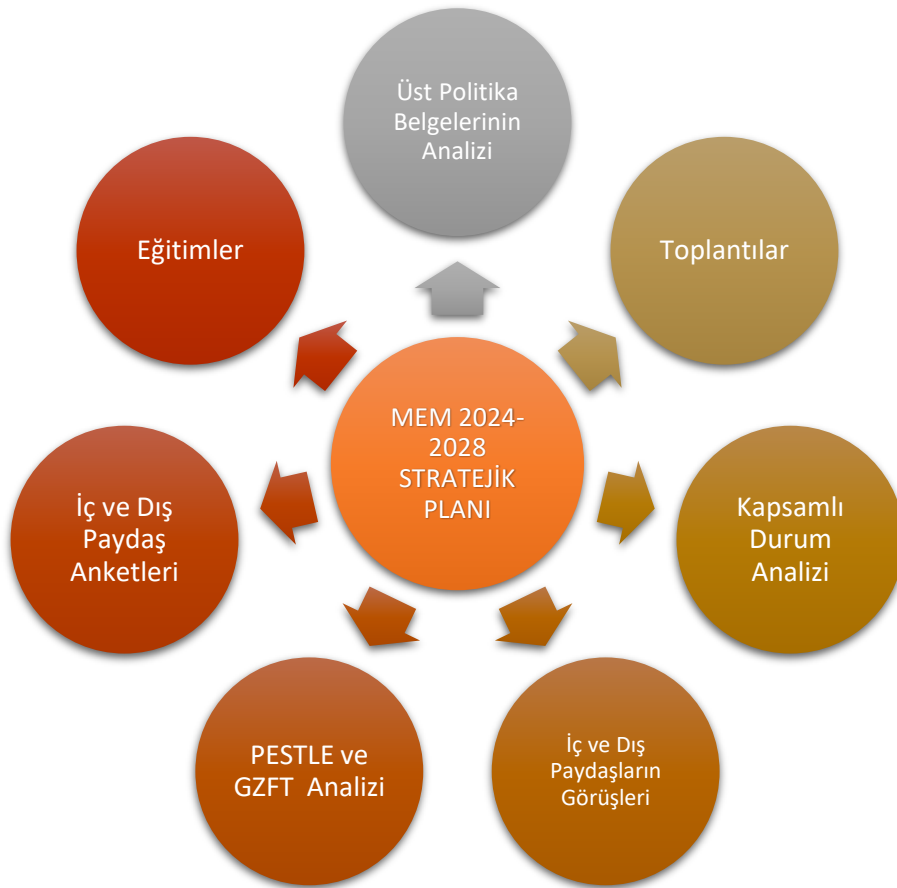 Üst Politika
Belgelerinin
Analizi
Toplantılar
Kapsamlı
Durum
Analizi
İç ve Dış
Paydaşların
Görüşleri
PESTLE ve
GZFT Analizi
İç ve Dış
Paydaş
Anketleri
Eğitimler
MEM 2024-
2028
STRATEJİK
PLANI